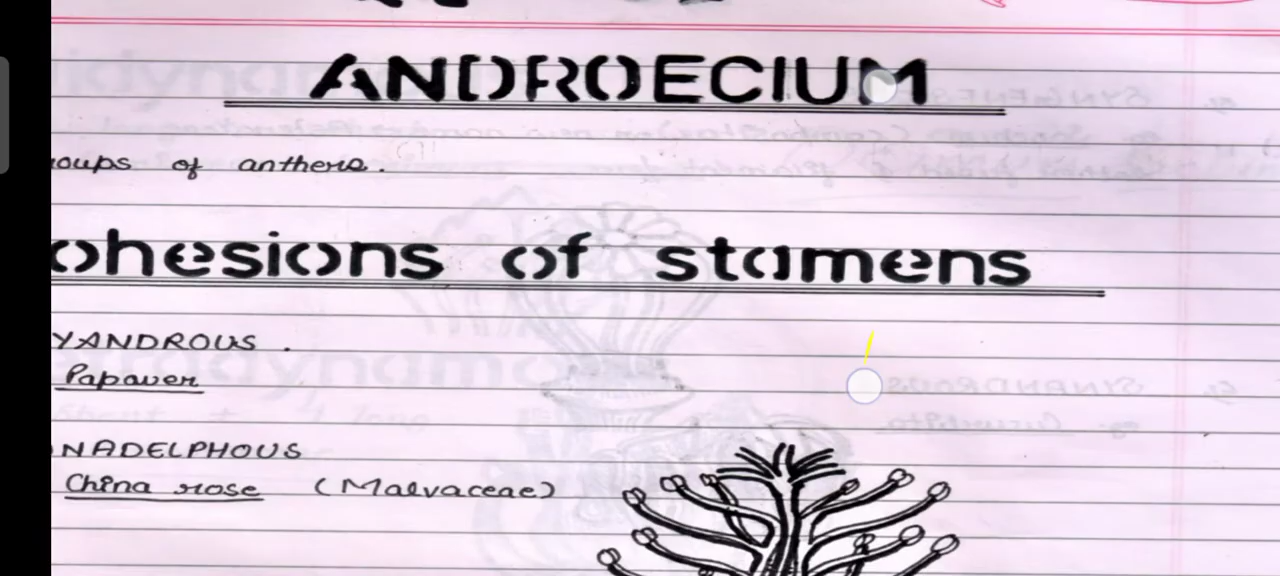 ANDROECIUM
oups of anthers.
ohesions of stamens
YANDROUS.
Papaver
NADELPHOUS
China rose (Malvaceae)